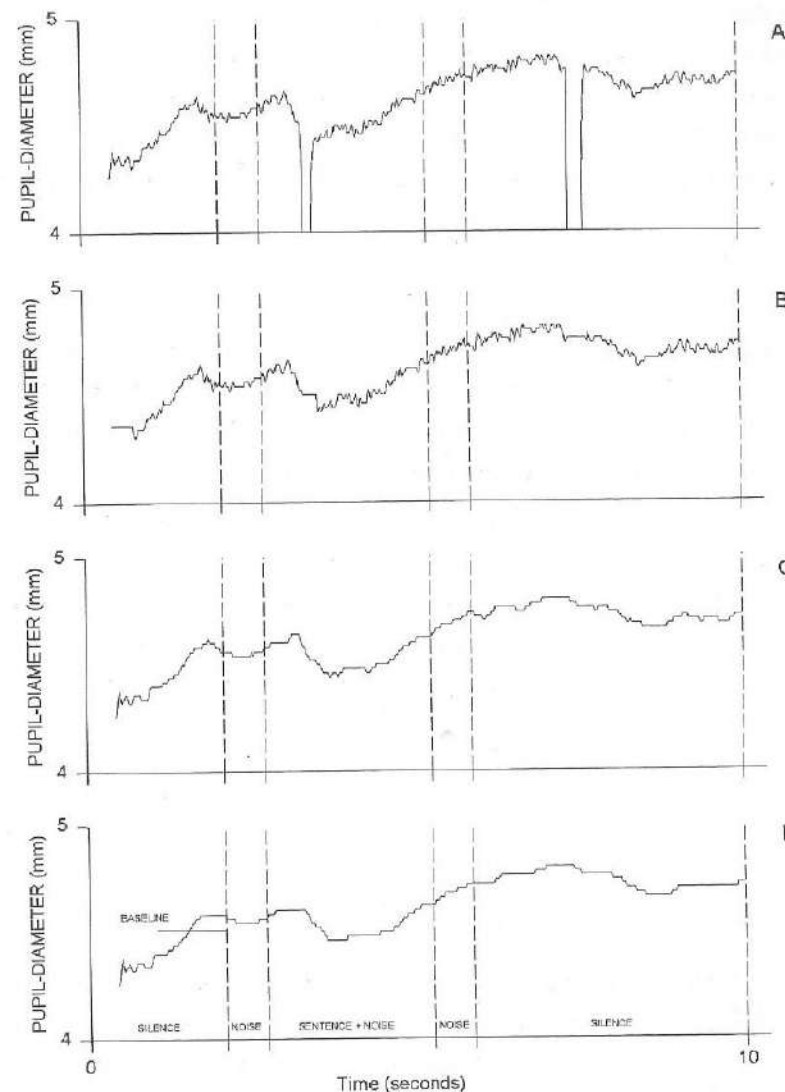 5
A
PUPIL-DIAMETER (mm)
4
5
B
PUPIL-DIAMETER (mm)
4
5
PUPIL-DIAMETER (mm)
4
5
PUPIL-DIAMETER (mm)
BASELINE
4
SILENCE NOISE SENTENCE + NOISE NOISE SILENCE
0 10
Time (seconds)